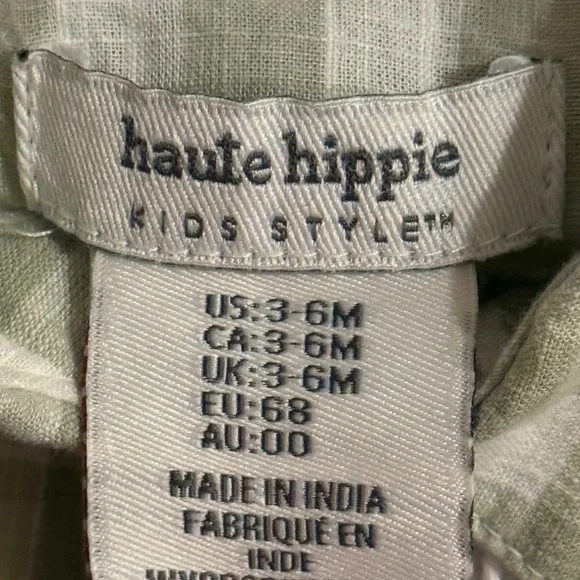 haute hippie
KIDS STYLE™
US:3-6M
CA:3-6M
UK:3-6M
EU:68
AU:00
MADE IN INDIA
FABRIQUÉ EN
INDE